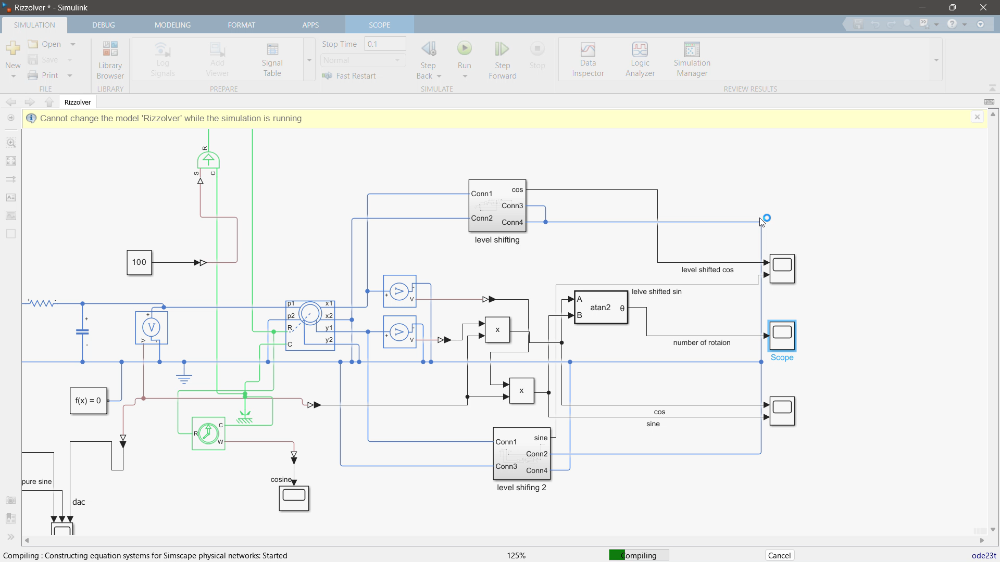 Rizzolver * - Simulink
SIMULATION
DEBUG
MODELING
FORMAT
APPS
SCOPE
New
Open
Save
Print
FILE
Library
Browser
LIBRARY
Log
Signals
Add
Viewer
Signal
Table
PREPARE
Stop Time
0.1
Normal
Fast Restart
Step
Back
Run
Step
Forward
Stop
SIMULATE
Data
Inspector
Logic
Analyzer
Simulation
Manager
REVIEW RESULTS
Rizzolver
Cannot change the model 'Rizzolver' while the simulation is running
R
S
C
100
Conn1
cos
Conn3
Conn2
Conn4
level shifting
level shifted cos
lelve shifted sin
+
-
V
+
-
V
+
-
V
V
+
-
p1
x1
p2
x2
R
y1
C
y2
x
x
A
B
atan2
θ
number of rotaion
Scope
f(x) = 0
R
C
W
cosine
cos
sine
Conn1
sine
Conn2
Conn3
Conn4
level shifing 2
pure sine
dac
Compiling : Constructing equation systems for Simscape physical networks: Started
125%
Compiling
Cancel
ode23t